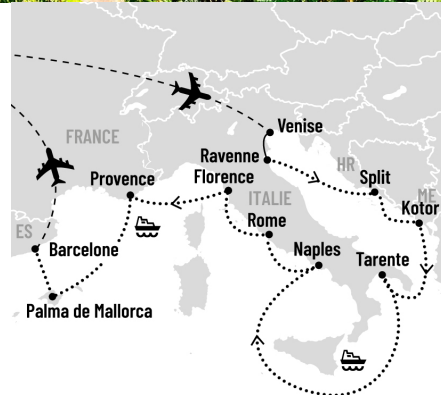 Venise
FRANCE
Ravenne
HR
Provence
Florence
Split
ITALIE
ME
Kotor
Rome
ES
Barcelone
Naples
Tarente
Palma de Mallorca